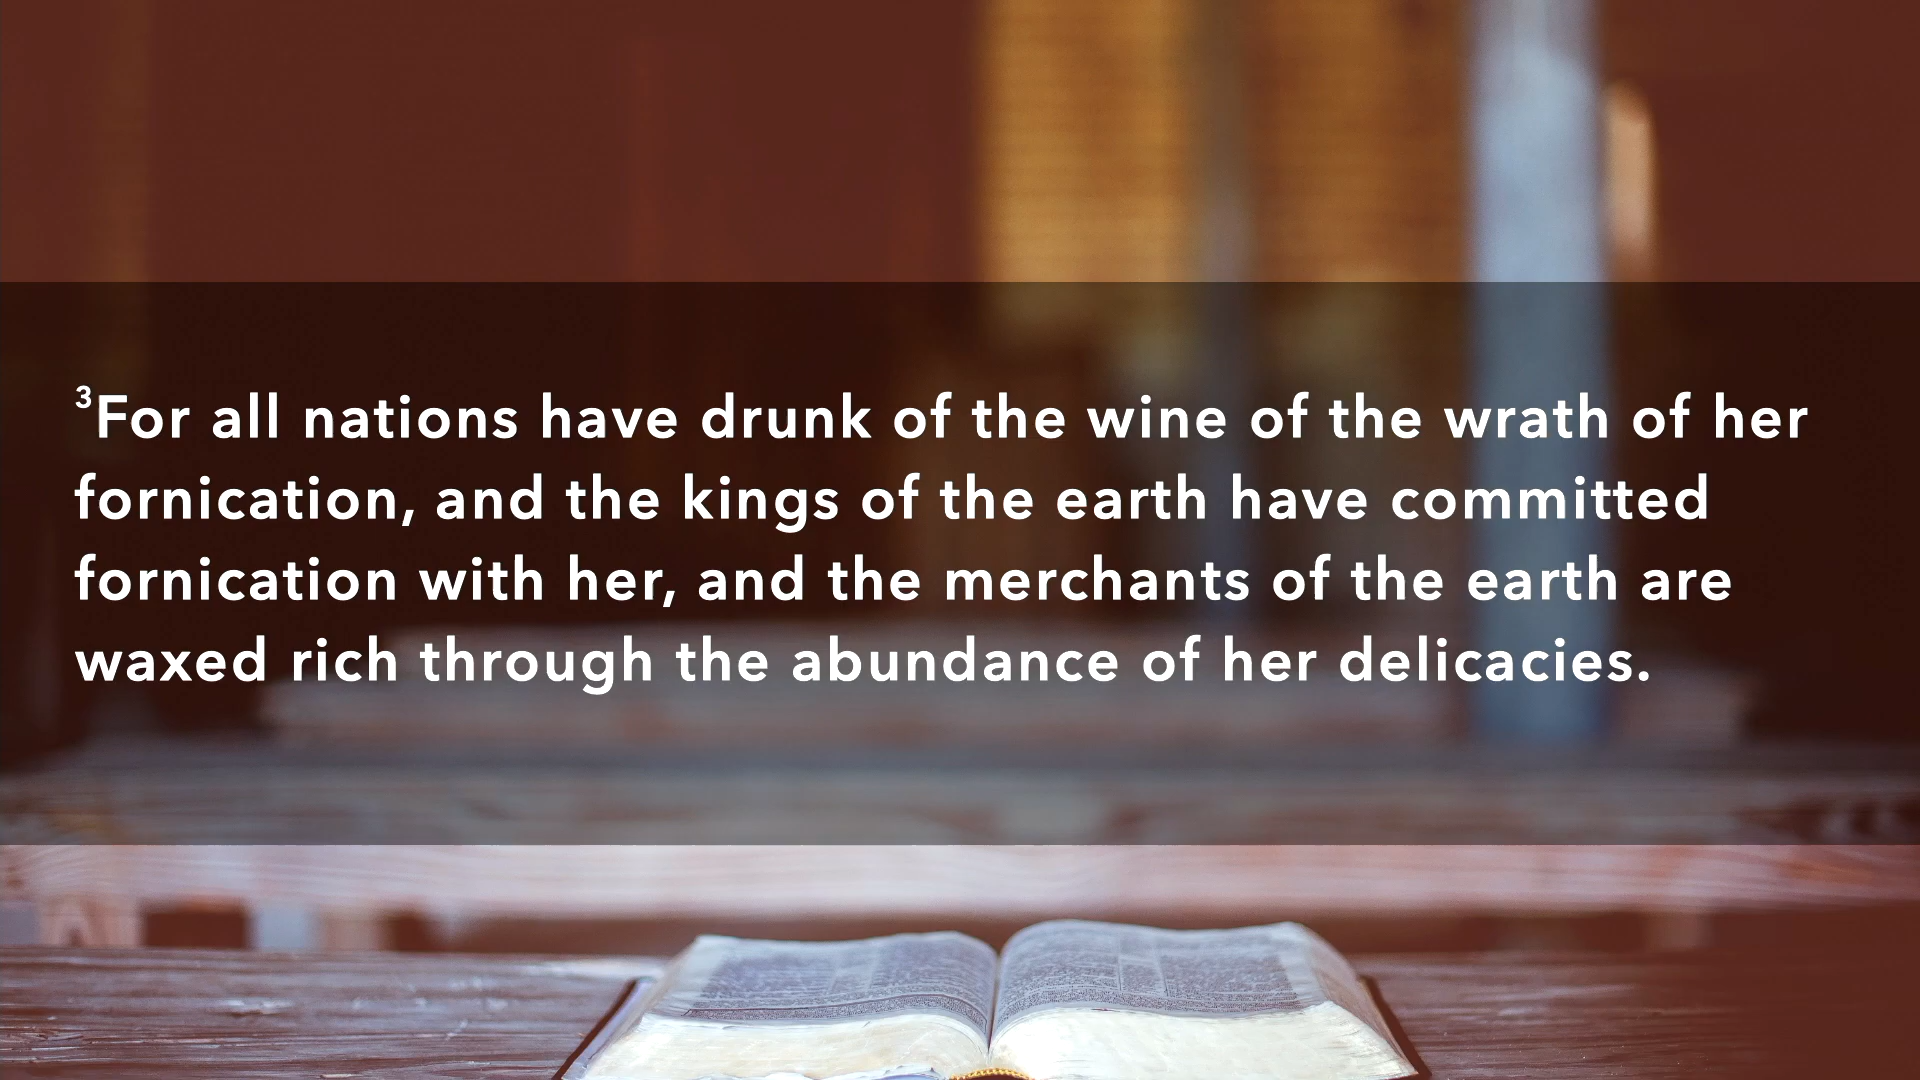 ³For all nations have drunk of the wine of the wrath of her
fornication, and the kings of the earth have committed
fornication with her, and the merchants of the earth are
waxed rich through the abundance of her delicacies.